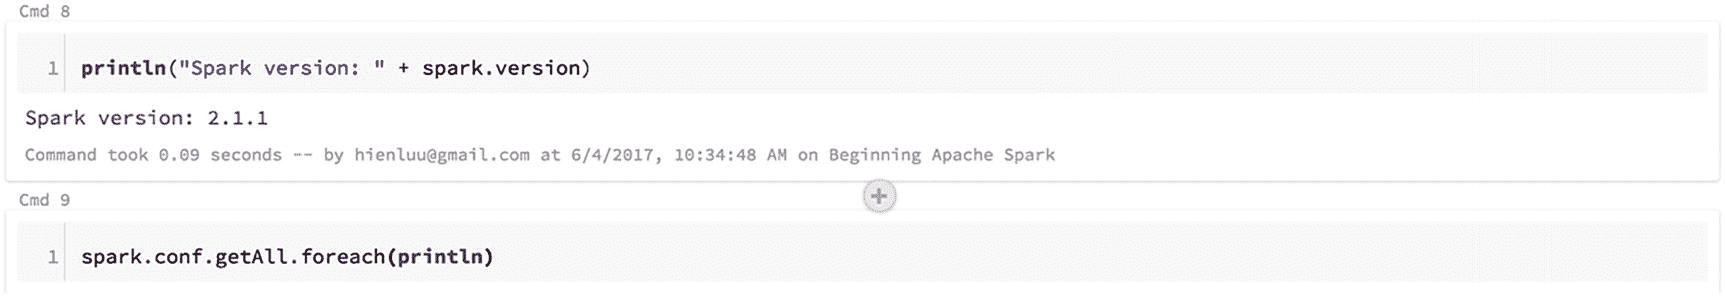 Cmd 8
1 println("Spark version: " + spark.version)
Spark version: 2.1.1
Command took 0.09 seconds -- by hienluu@gmail.com at 6/4/2017, 10:34:48 AM on Beginning Apache Spark
Cmd 9
1 spark.conf.getAll.foreach(println)